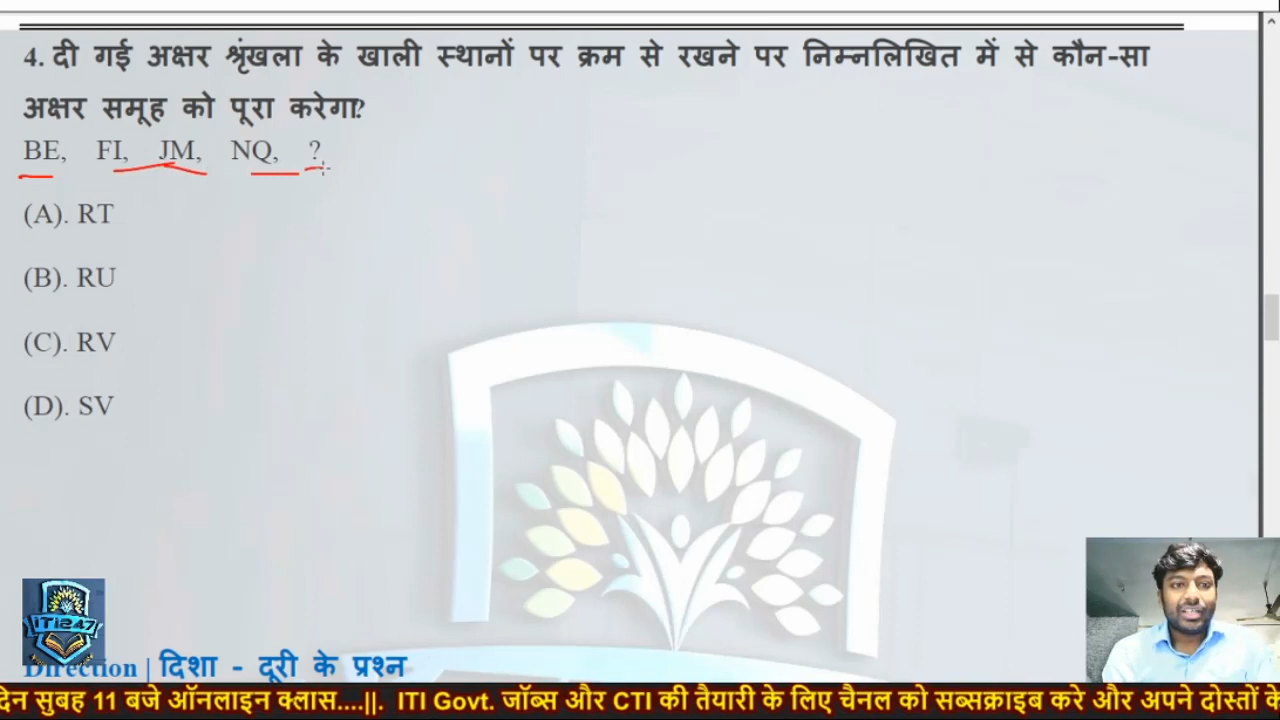 4. दी गई अक्षर श्रृंखला के खाली स्थानों पर क्रम से रखने पर निम्नलिखित में से कौन-सा
अक्षर समूह को पूरा करेगा?
BE, FI, JM, NQ, ?
(A). RT
(B). RU
(C). RV
(D). SV
ITI247
Direction | दिशा - दूरी के प्रश्न
दिन सुबह 11 बजे ऑनलाइन क्लास....||. ITI Govt. जॉब्स और CTI की तैयारी के लिए चैनल को सब्सक्राइब करे और अपने दोस्तों के